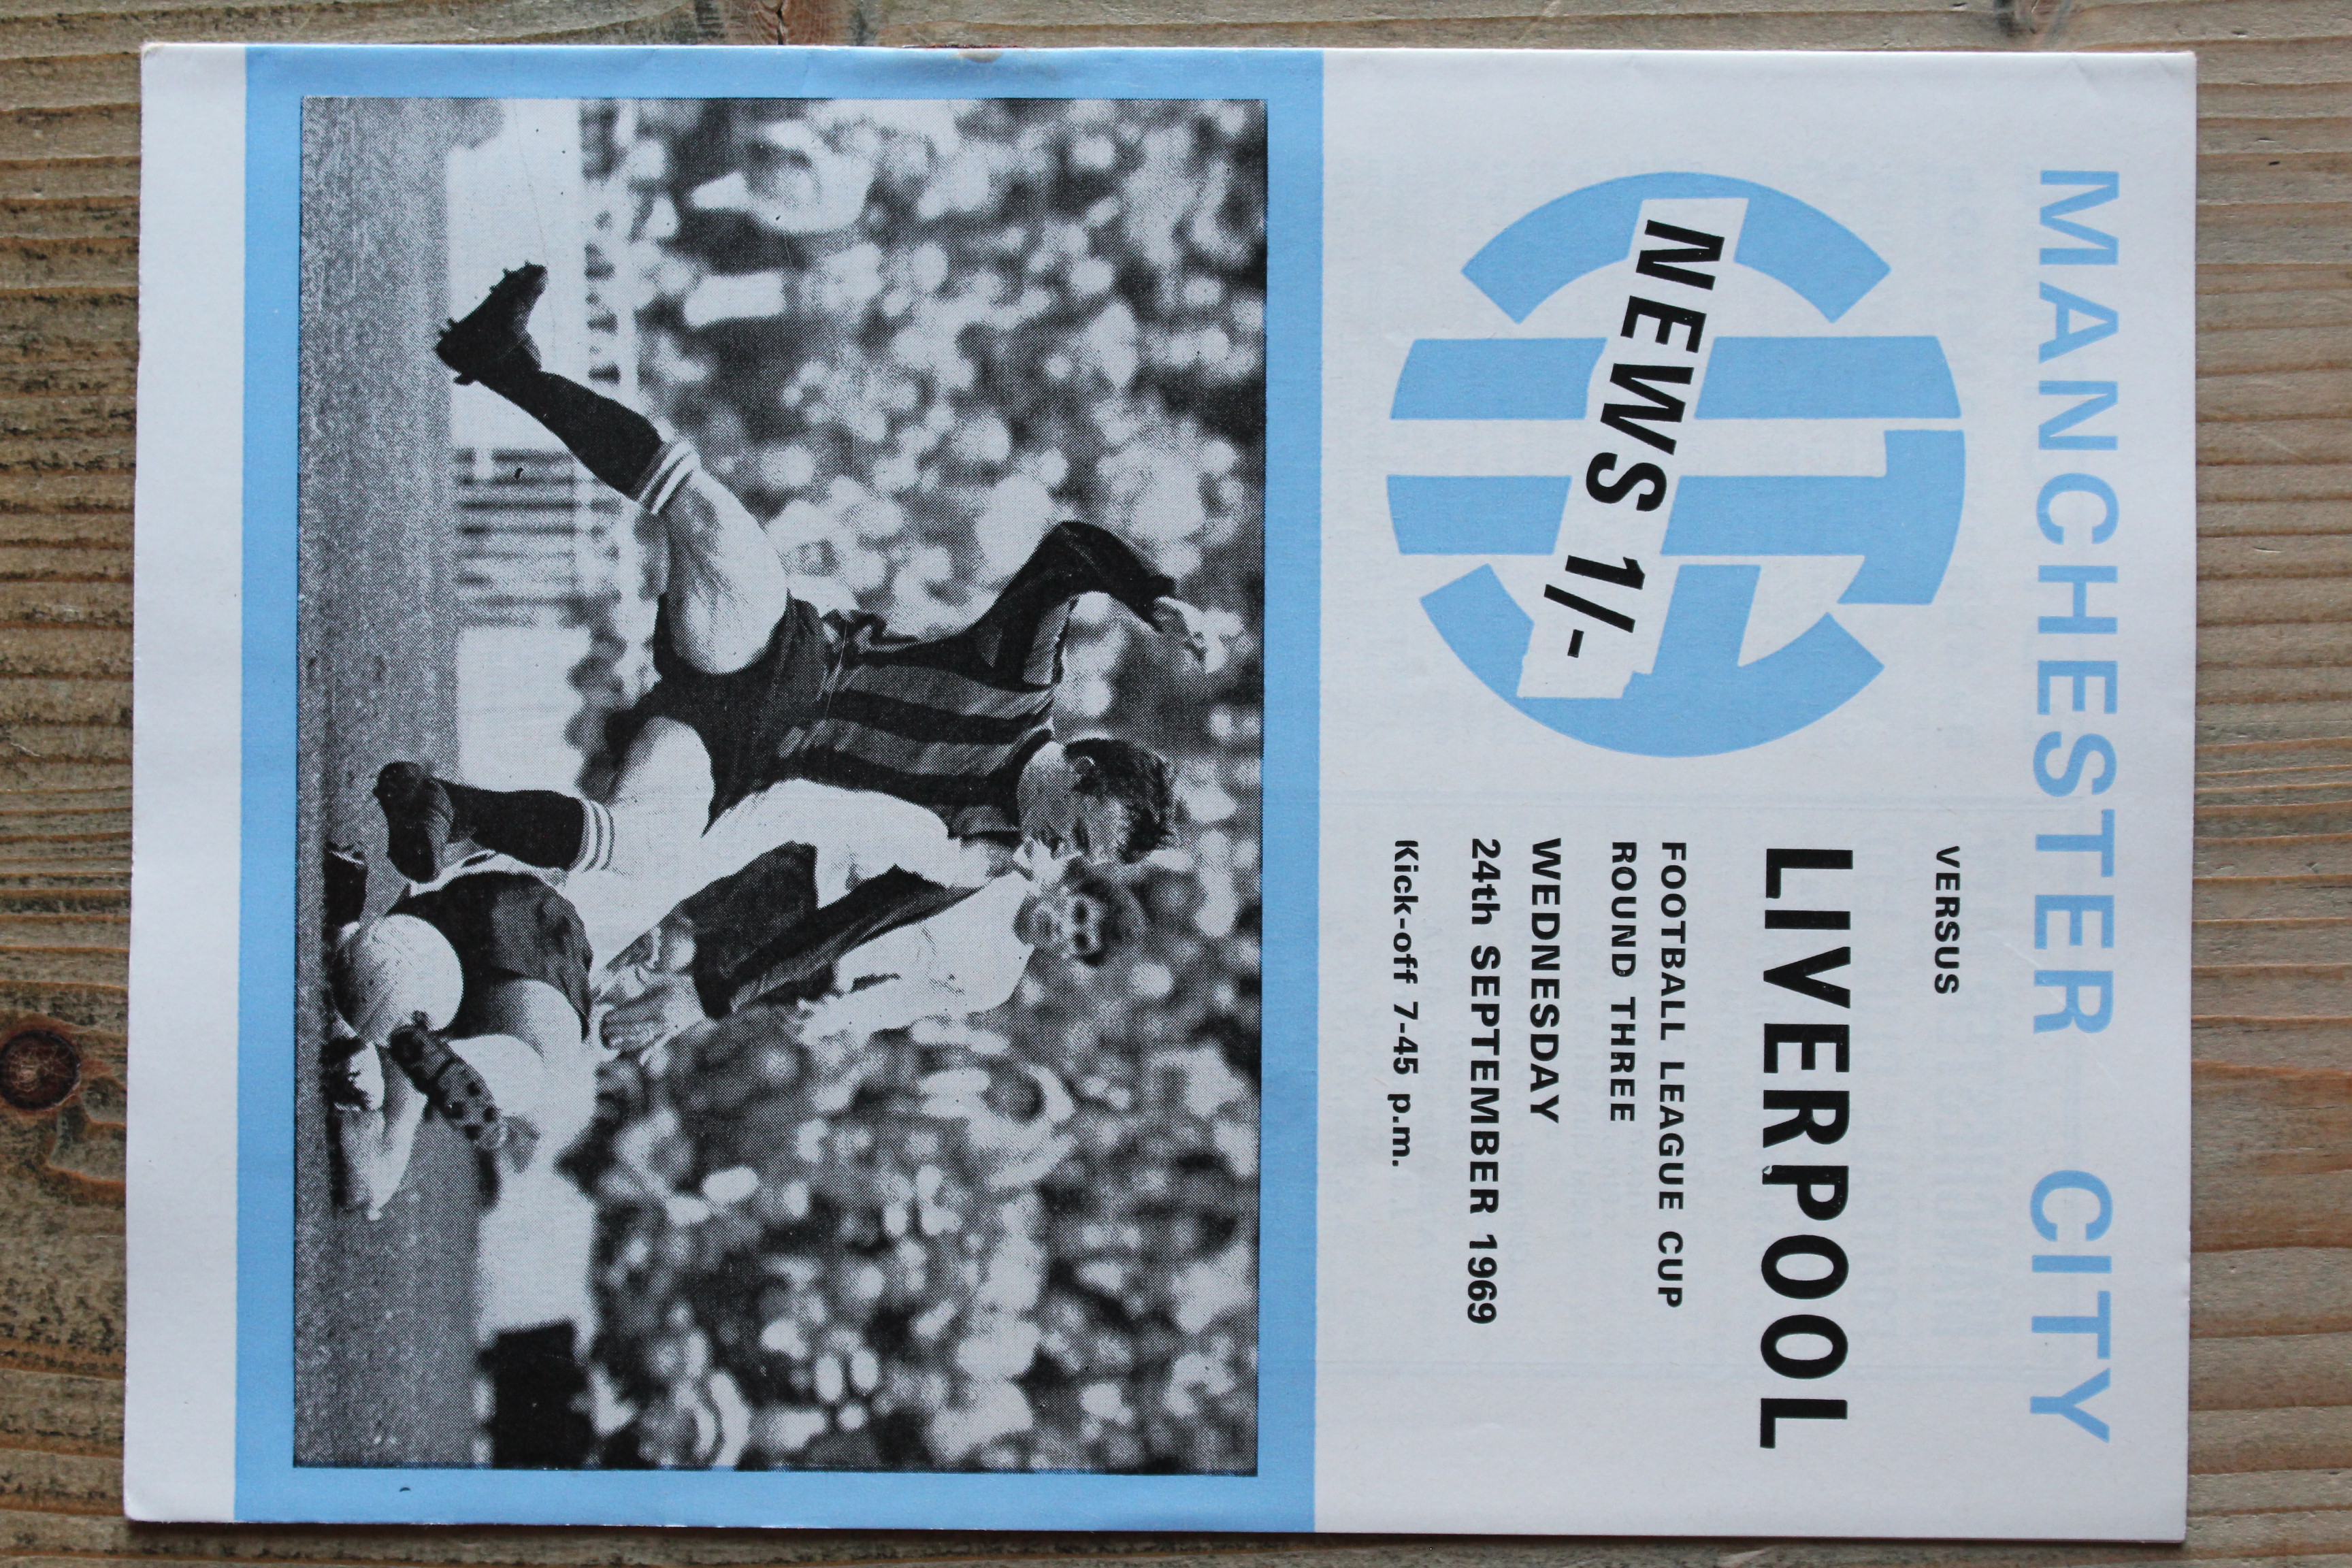 MANCHESTER CITY
NEWS 1/-
VERSUS
LIVERPOOL
FOOTBALL LEAGUE CUP
ROUND THREE
WEDNESDAY
24th SEPTEMBER 1969
Kick-off 7-45 p.m.